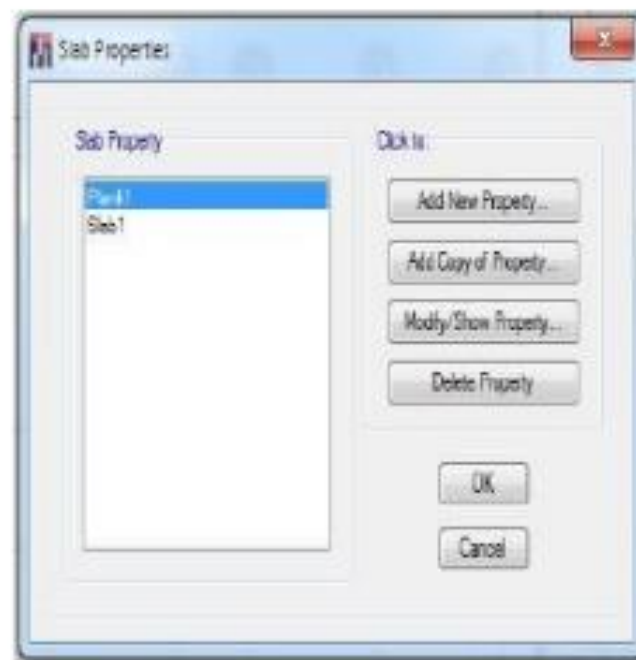 Slab Properties
Slab Property
Plank1
Slab1
Click to:
Add New Property...
Add Copy of Property...
Modify/Show Property...
Delete Property
OK
Cancel